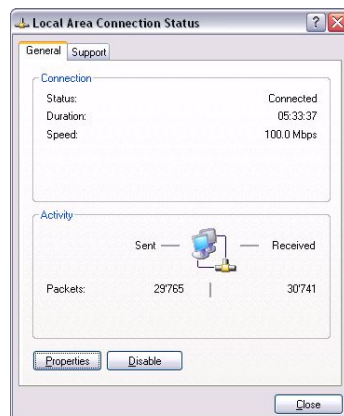 Local Area Connection Status
General Support
Connection
Status: Connected
Duration: 05:33:37
Speed: 100.0 Mbps
Activity
Sent Received
Packets: 29'765 30'741
Properties Disable
Close